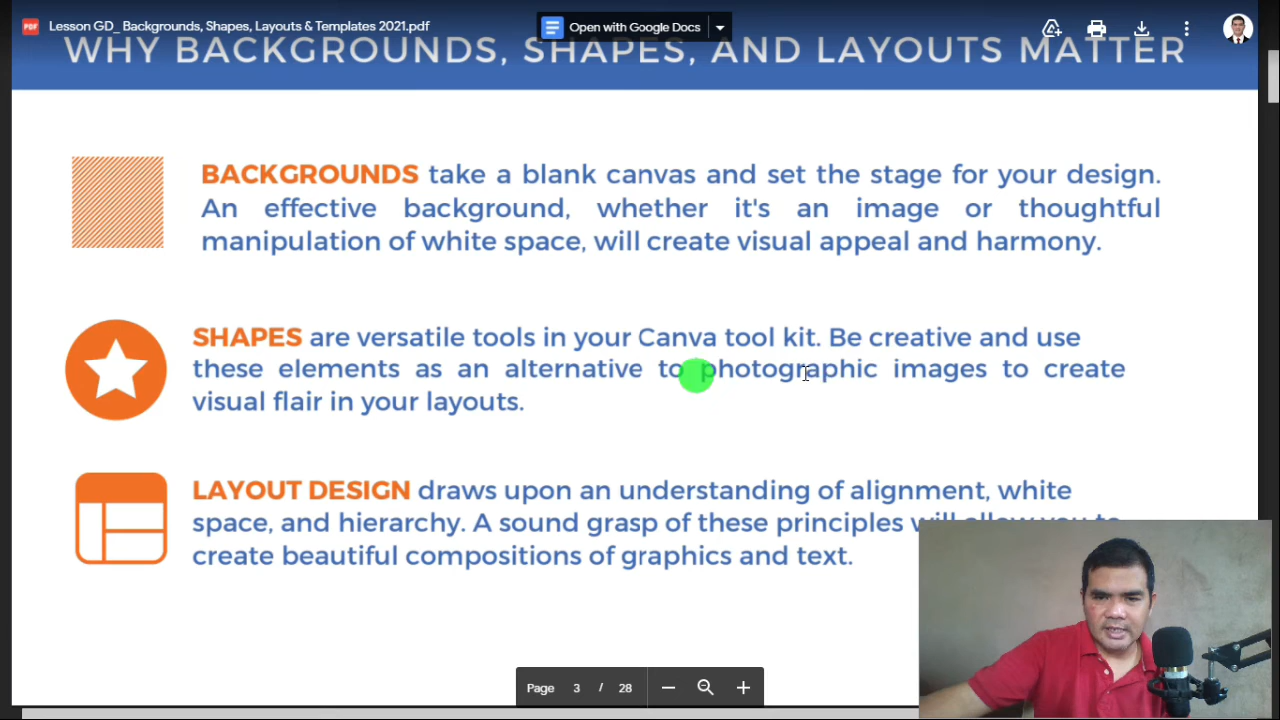 PDF Lesson GD_ Backgrounds, Shapes, Layouts & Templates 2021.pdf
Open with Google Docs
WHY BACKGROUNDS, SHAPES, AND LAYOUTS MATTER
BACKGROUNDS take a blank canvas and set the stage for your design.
An effective background, whether it's an image or thoughtful
manipulation of white space, will create visual appeal and harmony.
SHAPES are versatile tools in your Canva tool kit. Be creative and use
these elements as an alternative to photographic images to create
visual flair in your layouts.
LAYOUT DESIGN draws upon an understanding of alignment, white
space, and hierarchy. A sound grasp of these principles will allow you to
create beautiful compositions of graphics and text.
Page 3 / 28